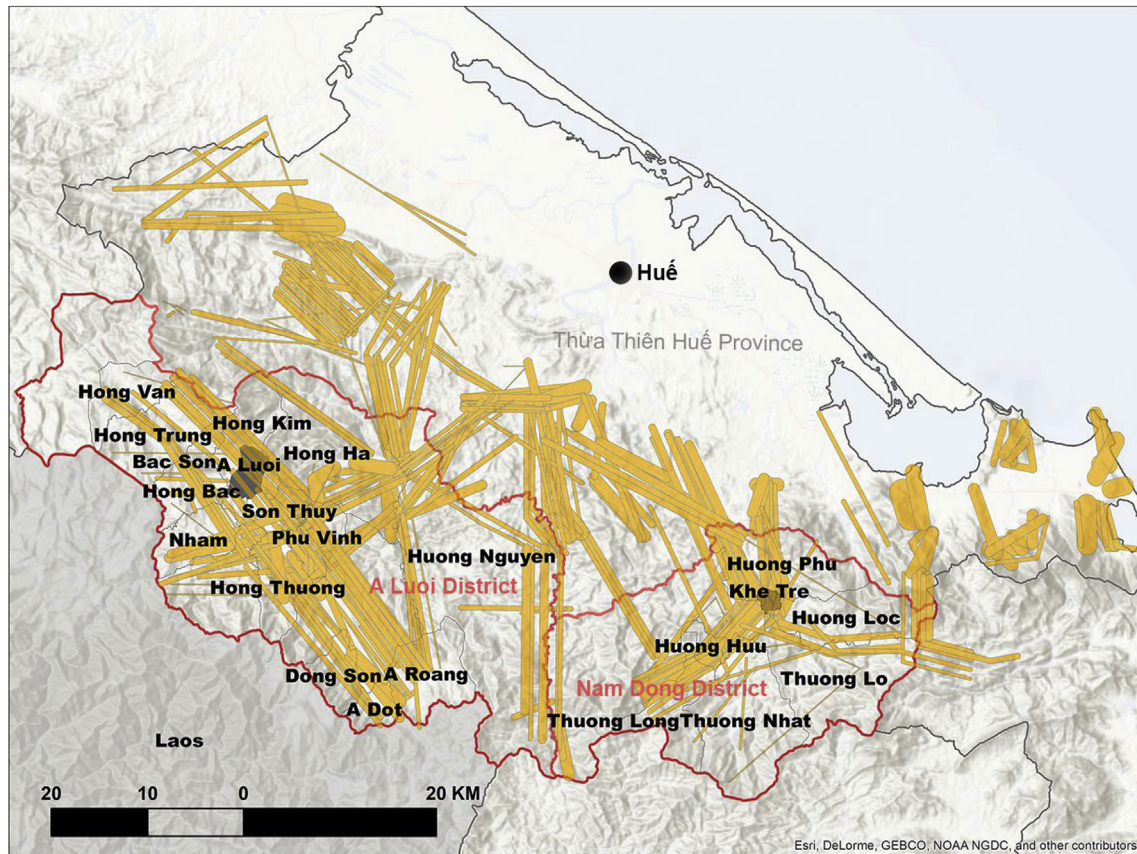 Huế
Thừa Thiên Huế Province
Hong Van
Hong Kim
Hong Trung
Hong Ha
Bac Son
A Luoi
Hong Bac
Son Thuy
Nham
Phu Vinh
Huong Nguyen
Huong Phu
Hong Thuong
A Luoi District
Khe Tre
Huong Loc
Huong Huu
Dong Son
A Roang
Thuong Lo
Nam Dong District
A Dot
Thuong Long
Thuong Nhat
Laos
20 10 0 20 KM
Esri, DeLorme, GEBCO, NOAA NGDC, and other contributors